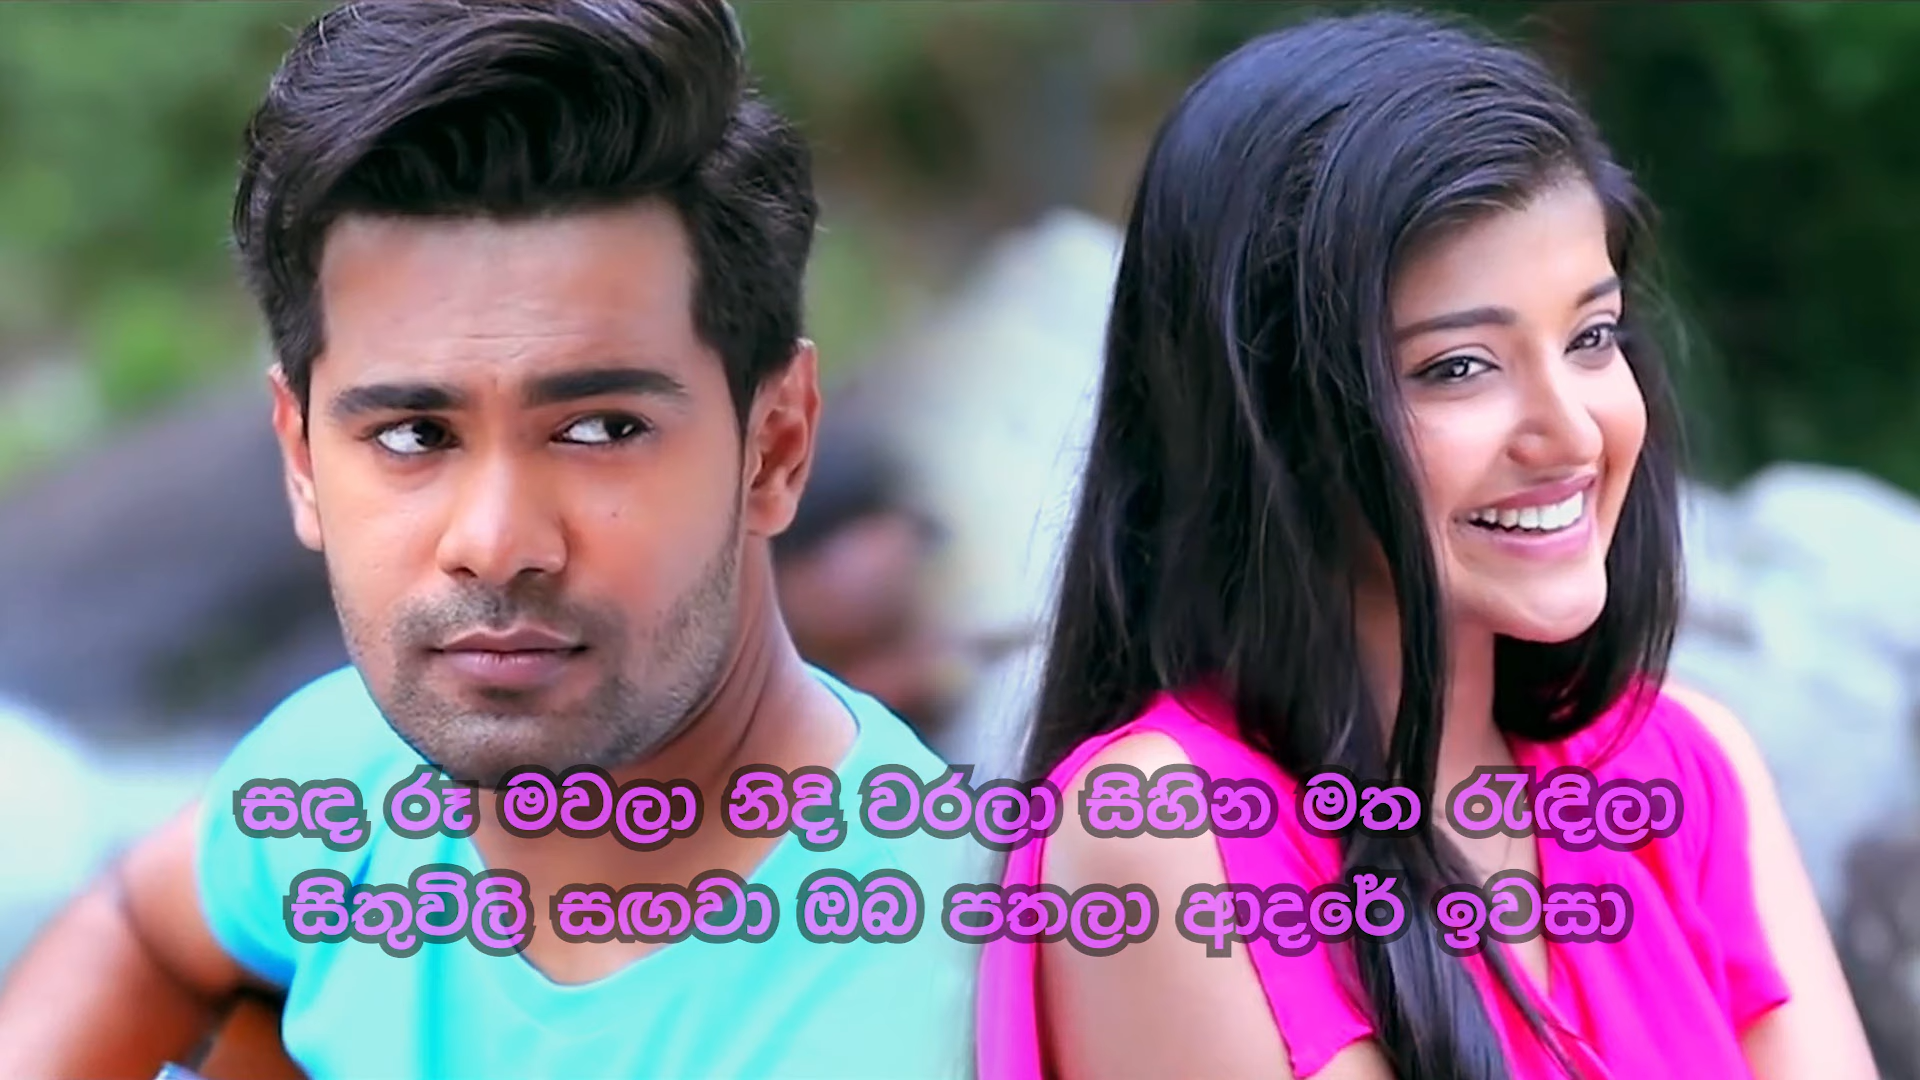 සඳ රූ මවලා නිදි වරලා සිහින මත රැඳිලා
සිතුවිලි සඟවා ඔබ පතලා ආදරේ ඉවසා